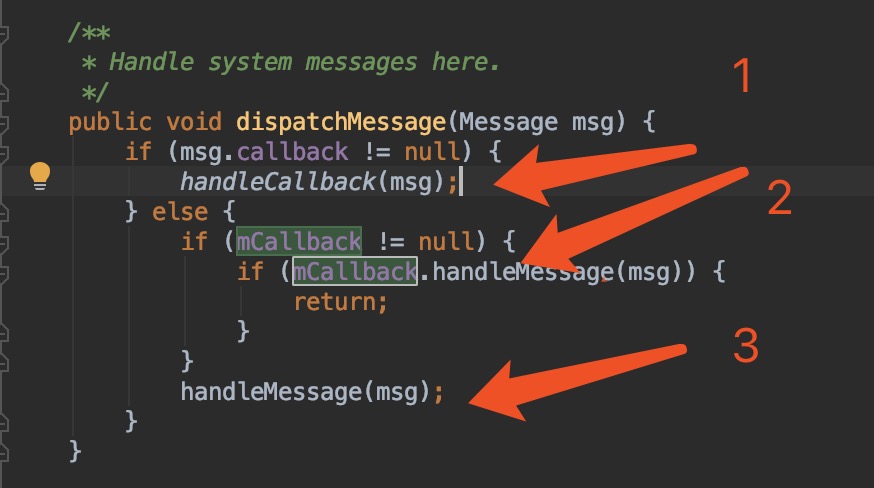 /**
* Handle system messages here.
*/
1
public void dispatchMessage(Message msg) {
if (msg.callback != null) {
handleCallback(msg);
2
} else {
if (mCallback != null) {
if (mCallback.handleMessage(msg)) {
return;
}
}
3
handleMessage(msg);
}
}